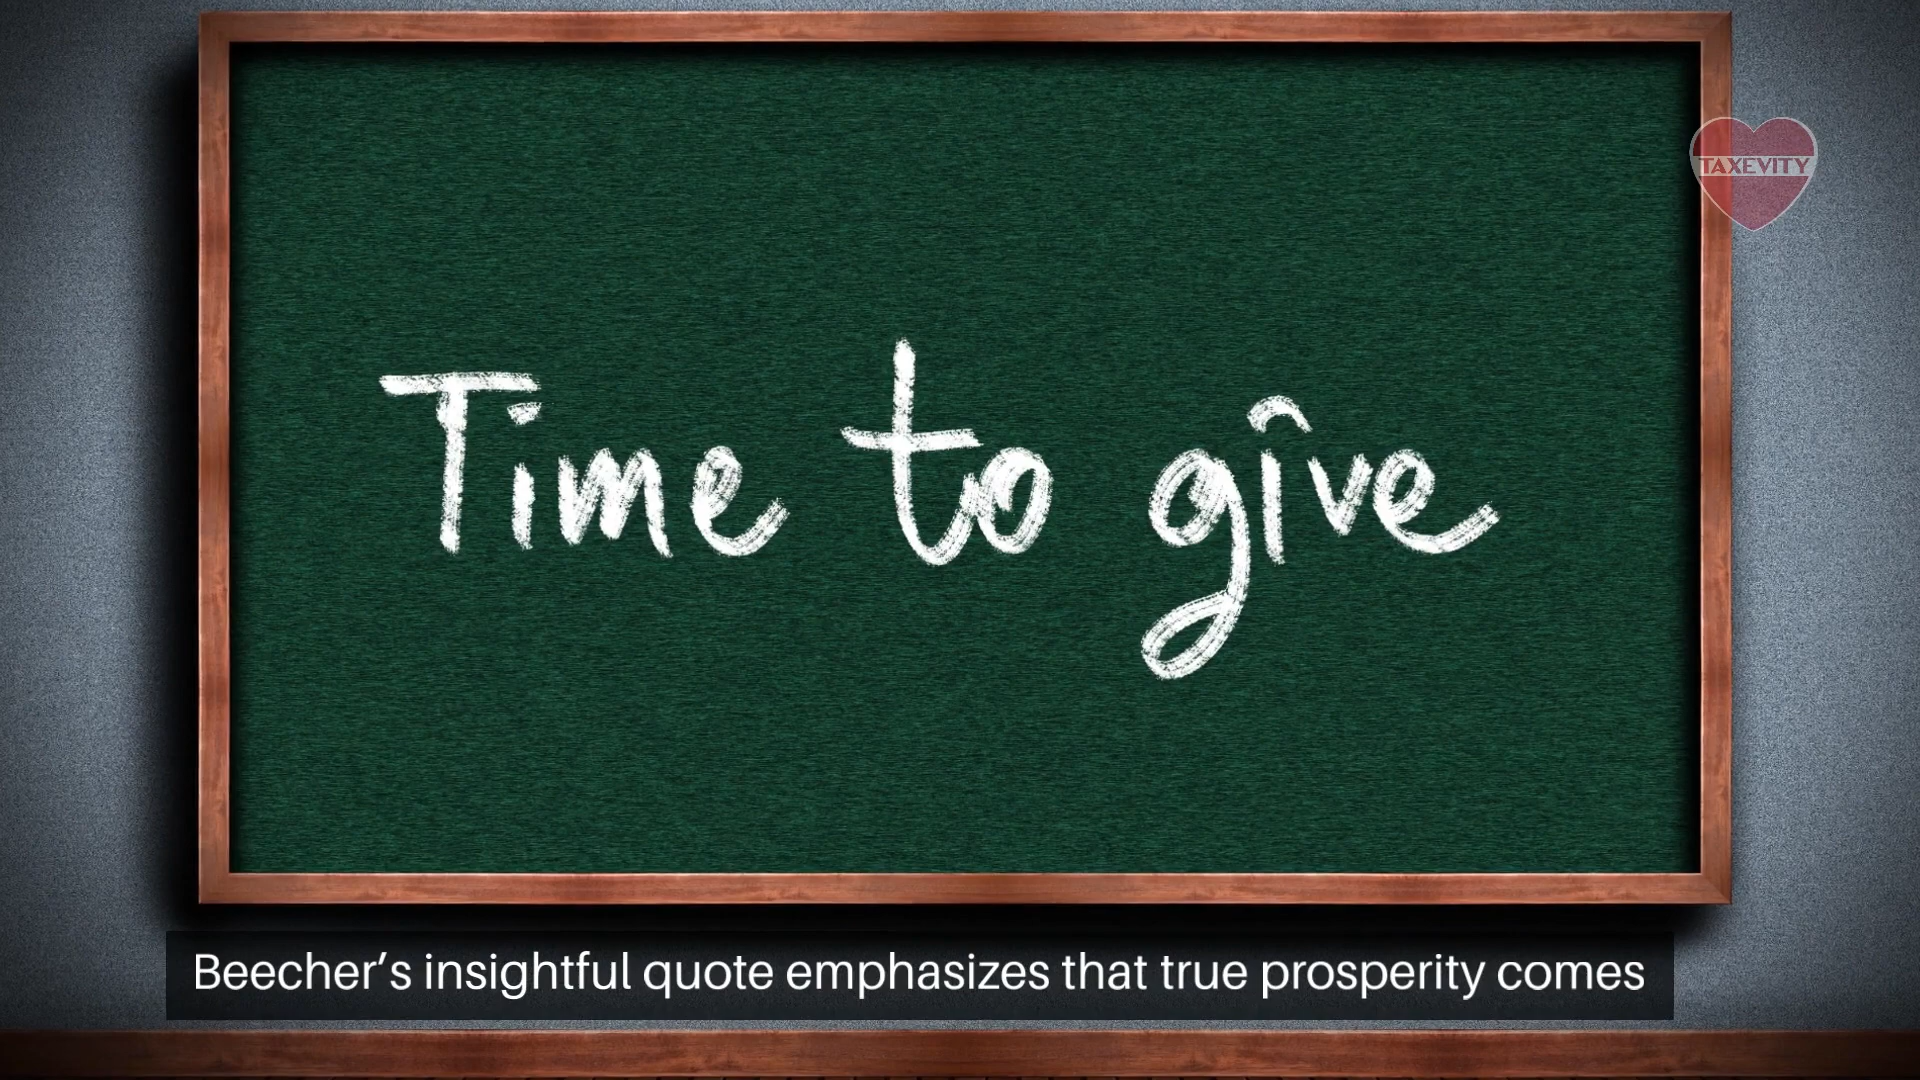 TAXEVITY
Time to give
Beecher’s insightful quote emphasizes that true prosperity comes